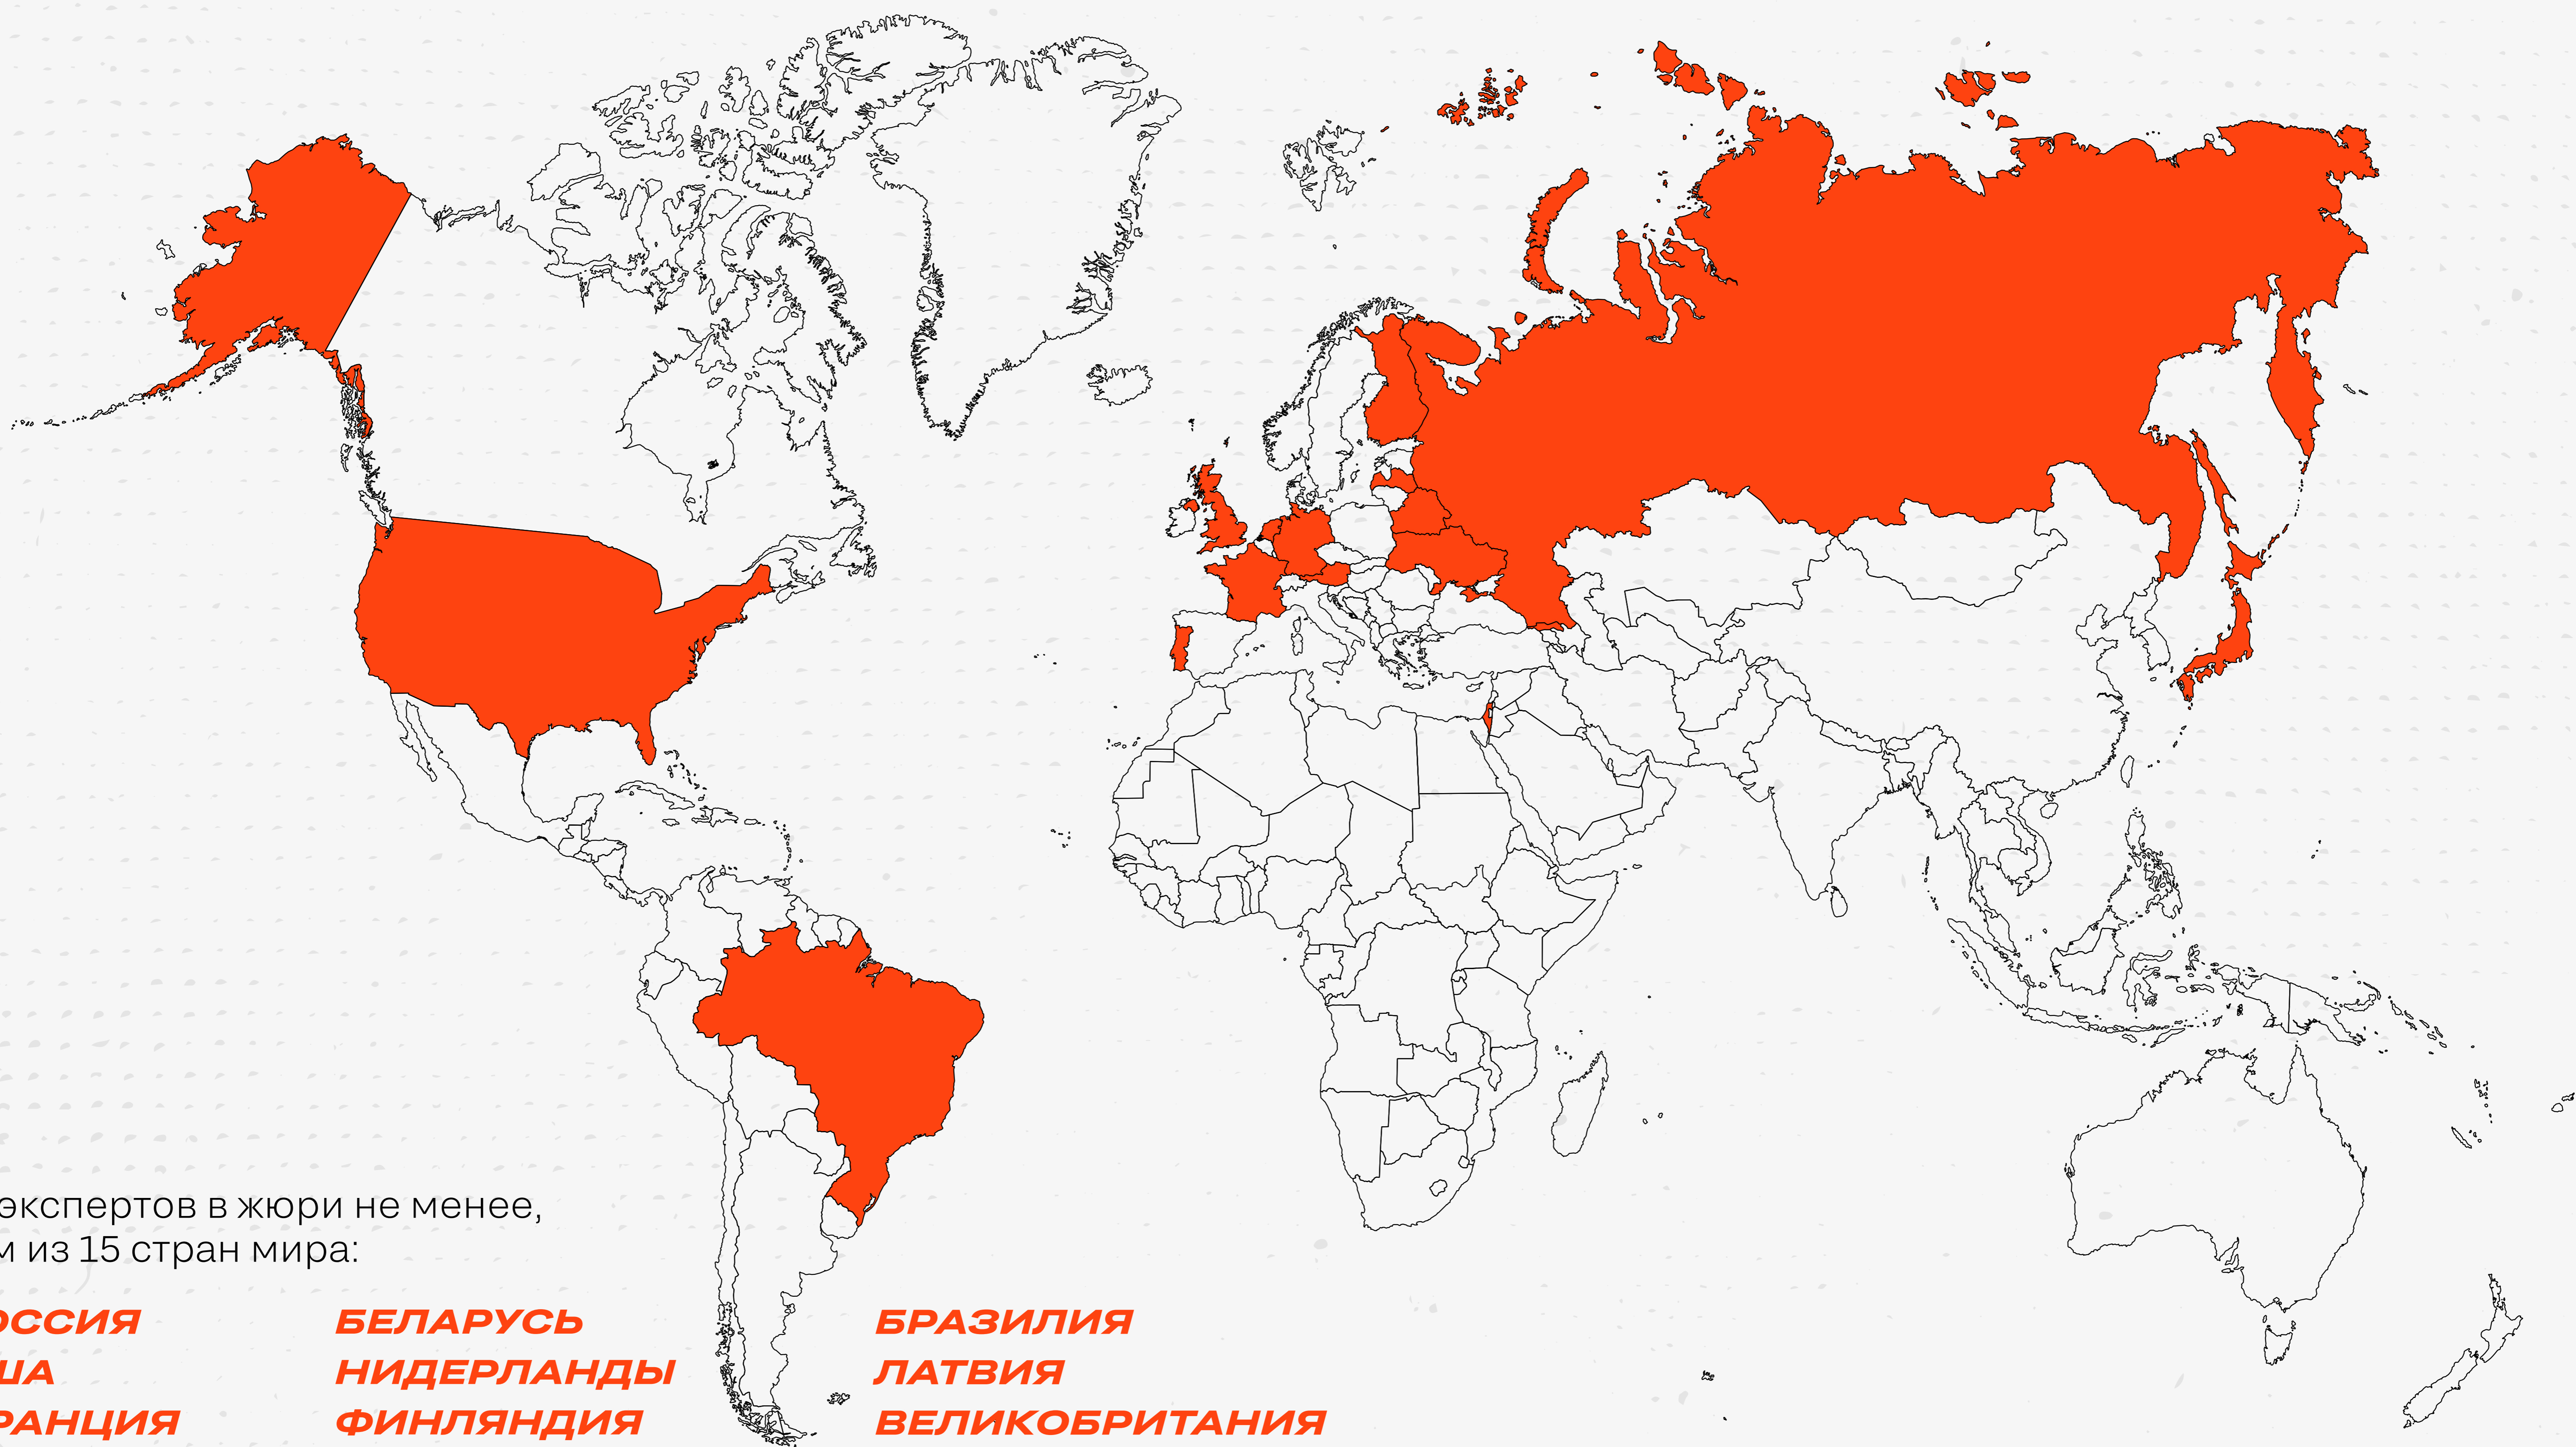 экспертов в жюри не менее,
м из 15 стран мира:
ОССИЯ БЕЛАРУСЬ БРАЗИЛИЯ
ША НИДЕРЛАНДЫ ЛАТВИЯ
РАНЦИЯ ФИНЛЯНДИЯ ВЕЛИКОБРИТАНИЯ